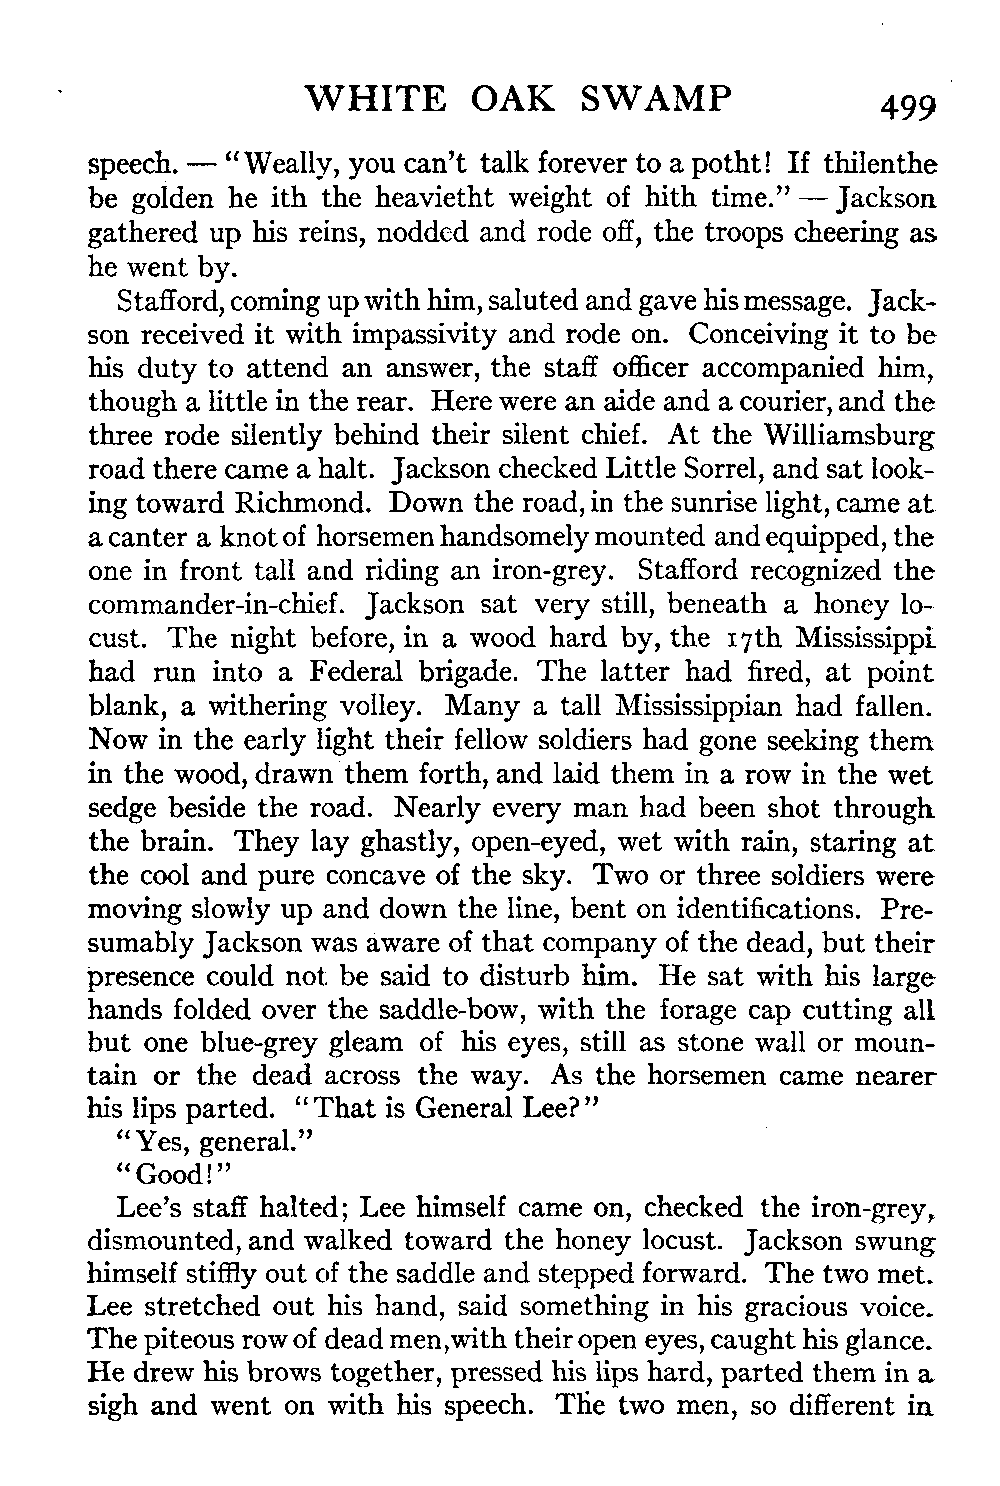 WHITE OAK SWAMP 499
speech. — "Weally, you can't talk forever to a potht! If thilenthe
be golden he ith the heavietht weight of hith time." — Jackson
gathered up his reins, nodded and rode off, the troops cheering as
he went by.
Stafford, coming up with him, saluted and gave his message. Jack-
son received it with impassivity and rode on. Conceiving it to be
his duty to attend an answer, the staff officer accompanied him,
though a little in the rear. Here were an aide and a courier, and the
three rode silently behind their silent chief. At the Williamsburg
road there came a halt. Jackson checked Little Sorrel, and sat look-
ing toward Richmond. Down the road, in the sunrise light, came at
a canter a knot of horsemen handsomely mounted and equipped, the
one in front tall and riding an iron-grey. Stafford recognized the
commander-in-chief. Jackson sat very still, beneath a honey lo-
cust. The night before, in a wood hard by, the 17th Mississippi
had run into a Federal brigade. The latter had fired, at point
blank, a withering volley. Many a tall Mississippian had fallen.
Now in the early light their fellow soldiers had gone seeking them
in the wood, drawn them forth, and laid them in a row in the wet
sedge beside the road. Nearly every man had been shot through
the brain. They lay ghastly, open-eyed, wet with rain, staring at
the cool and pure concave of the sky. Two or three soldiers were
moving slowly up and down the line, bent on identifications. Pre-
sumably Jackson was aware of that company of the dead, but their
presence could not be said to disturb him. He sat with his large
hands folded over the saddle-bow, with the forage cap cutting all
but one blue-grey gleam of his eyes, still as stone wall or moun-
tain or the dead across the way. As the horsemen came nearer
his lips parted. "That is General Lee?"
"Yes, general."
"Good!"
Lee's staff halted; Lee himself came on, checked the iron-grey,
dismounted, and walked toward the honey locust. Jackson swung
himself stiffly out of the saddle and stepped forward. The two met.
Lee stretched out his hand, said something in his gracious voice.
The piteous row of dead men, with their open eyes, caught his glance.
He drew his brows together, pressed his lips hard, parted them in a
sigh and went on with his speech. The two men, so different in